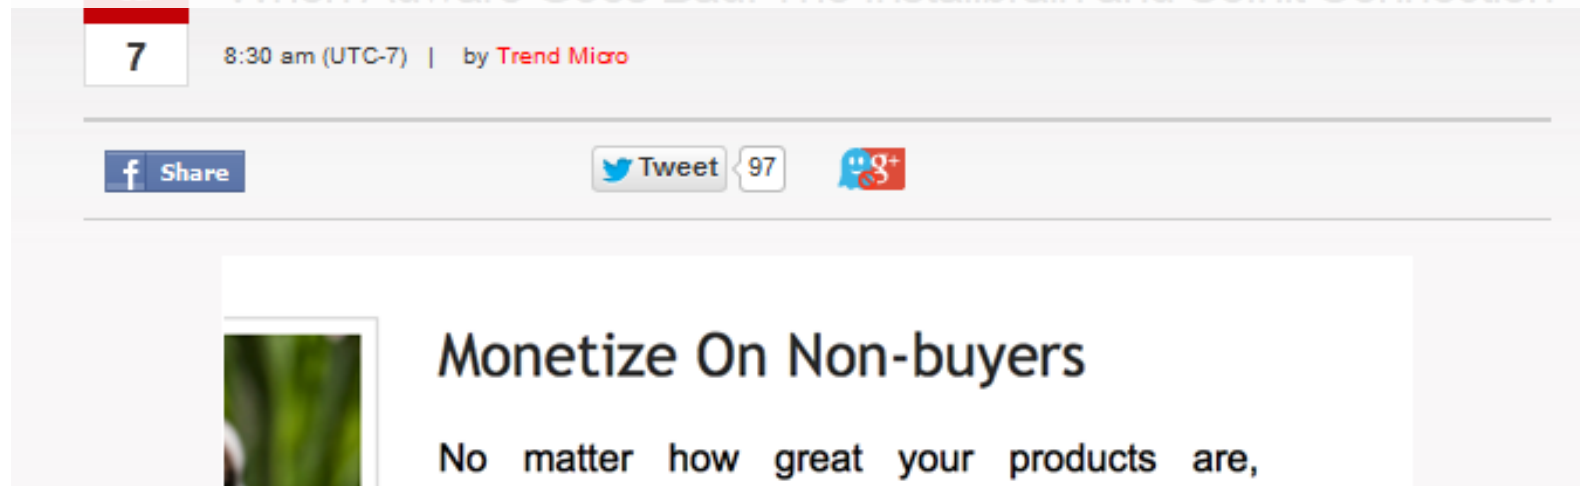 7
8:30 am (UTC-7) | by Trend Micro
f Share
Tweet 97
g+
Monetize On Non-buyers
No matter how great your products are,